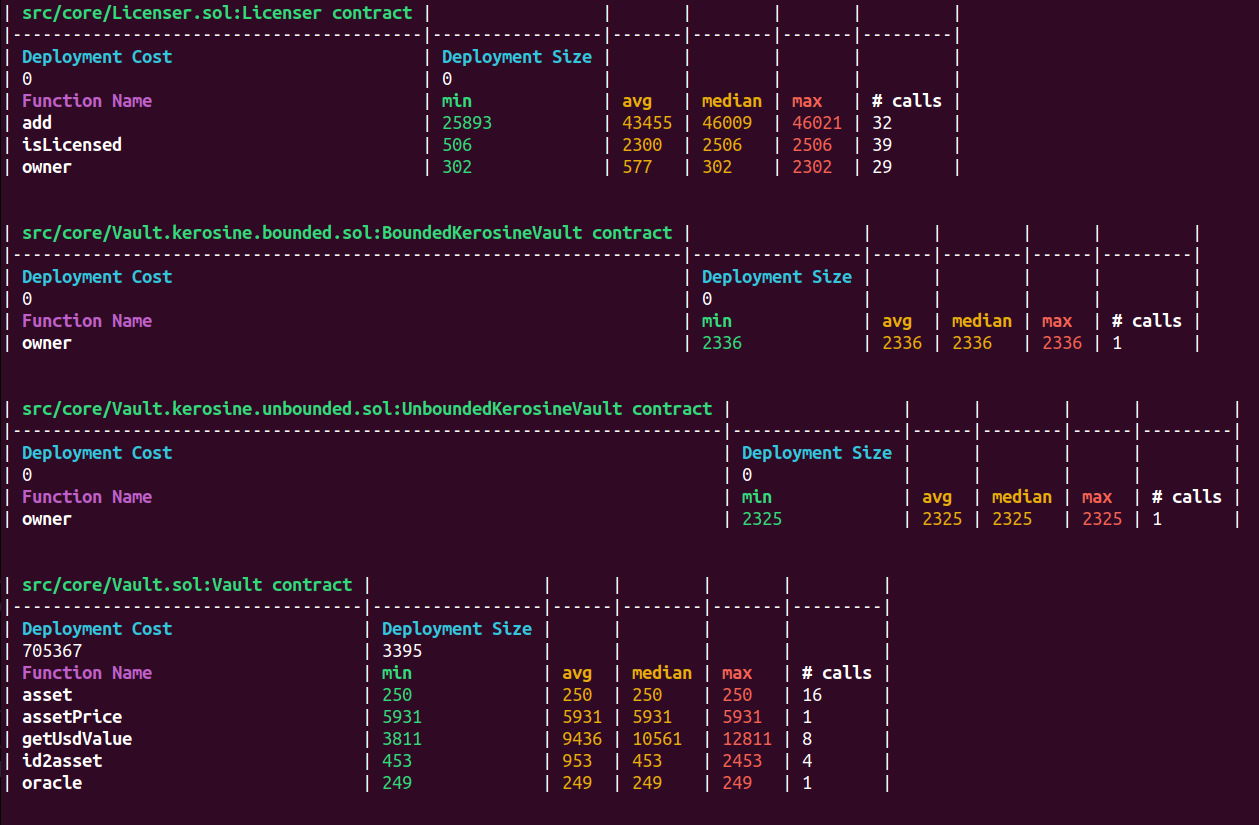 | src/core/Licenser.sol:Licenser contract | | | | | |
|-----------------------------------------|-----------------|-------|--------|-------|---------|
| Deployment Cost | Deployment Size | | | | |
| 0 | 0 | | | | |
| Function Name | min | avg | median | max | # calls |
| add | 25893 | 43455 | 46009 | 46021 | 32 |
| isLicensed | 506 | 2300 | 2506 | 2506 | 39 |
| owner | 302 | 577 | 302 | 2302 | 29 |
| src/core/Vault.kerosine.bounded.sol:BoundedKerosineVault contract | | | | | |
|-------------------------------------------------------------------|-----------------|------|--------|------|---------|
| Deployment Cost | Deployment Size | | | | |
| 0 | 0 | | | | |
| Function Name | min | avg | median | max | # calls |
| owner | 2336 | 2336 | 2336 | 2336 | 1 |
| src/core/Vault.kerosine.unbounded.sol:UnboundedKerosineVault contract | | | | | |
|-----------------------------------------------------------------------|-----------------|------|--------|------|---------|
| Deployment Cost | Deployment Size | | | | |
| 0 | 0 | | | | |
| Function Name | min | avg | median | max | # calls |
| owner | 2325 | 2325 | 2325 | 2325 | 1 |
| src/core/Vault.sol:Vault contract | | | | | |
|-----------------------------------|-----------------|------|--------|-------|---------|
| Deployment Cost | Deployment Size | | | | |
| 705367 | 3395 | | | | |
| Function Name | min | avg | median | max | # calls |
| asset | 250 | 250 | 250 | 250 | 16 |
| assetPrice | 5931 | 5931 | 5931 | 5931 | 1 |
| getUsdValue | 3811 | 9436 | 10561 | 12811 | 8 |
| id2asset | 453 | 953 | 453 | 2453 | 4 |
| oracle | 249 | 249 | 249 | 249 | 1 |